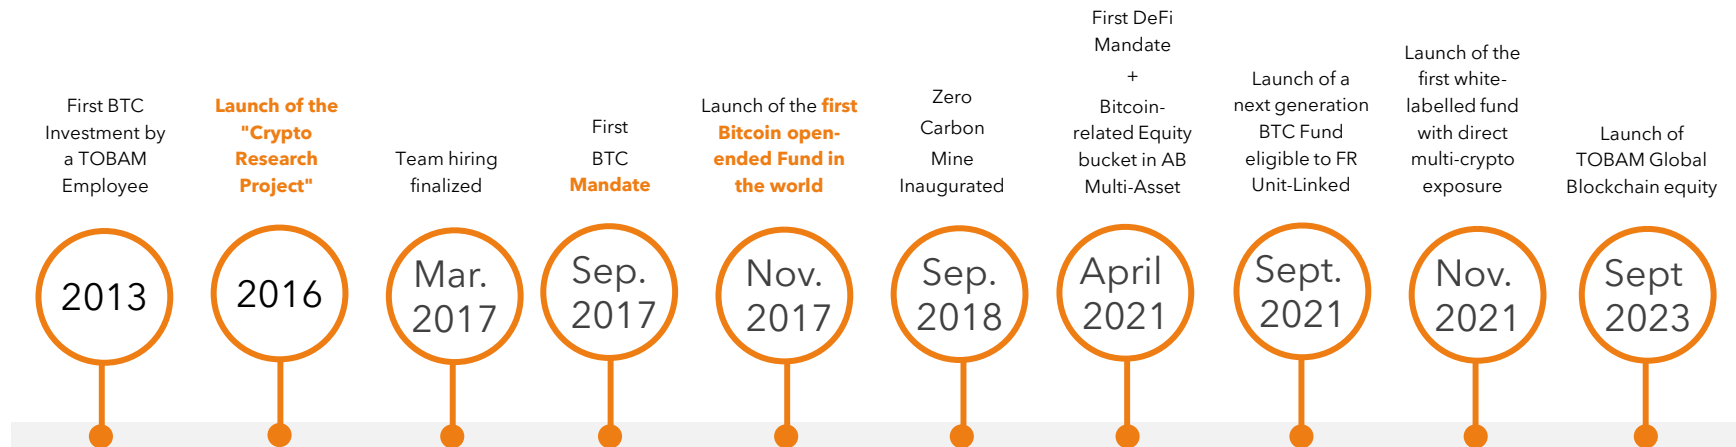 First BTC
Investment by
a TOBAM
Employee
2013
Launch of the
"Crypto
Research
Project"
2016
Team hiring
finalized
Mar.
2017
First
BTC
Mandate
Sep.
2017
Launch of the first
Bitcoin open-
ended Fund in
the world
Nov.
2017
Zero
Carbon
Mine
Inaugurated
Sep.
2018
First DeFi
Mandate
+
Bitcoin-
related Equity
bucket in AB
Multi-Asset
April
2021
Launch of a
next generation
BTC Fund
eligible to FR
Unit-Linked
Sept.
2021
Launch of the
first white-
labelled fund
with direct
multi-crypto
exposure
Nov.
2021
Launch of
TOBAM Global
Blockchain equity
Sept
2023